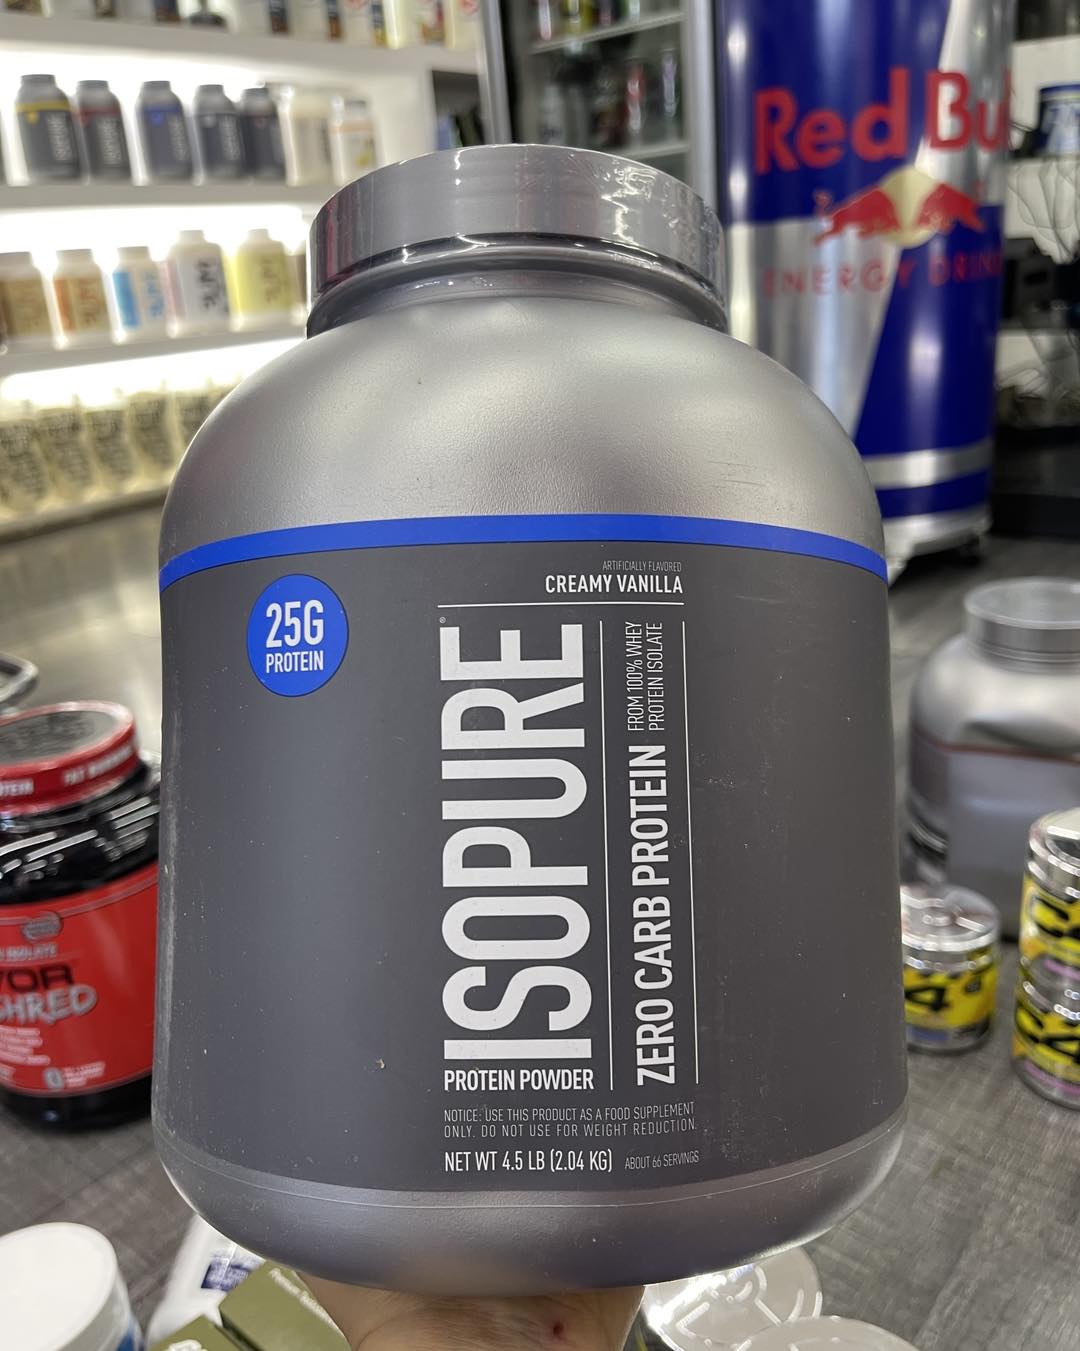 Red Bu
ENERGY DRIN
ARTIFICIALLY FLAVORED
CREAMY VANILLA
25G
PROTEIN
ISOPURE®
PROTEIN POWDER
ZERO CARB PROTEIN
FROM 100% WHEY
PROTEIN ISOLATE
NOTICE: USE THIS PRODUCT AS A FOOD SUPPLEMENT
ONLY. DO NOT USE FOR WEIGHT REDUCTION.
NET WT 4.5 LB (2.04 KG)
ABOUT 66 SERVINGS
SHRED